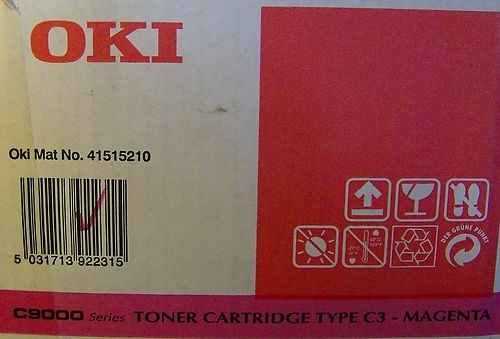 OKI
Oki Mat No. 41515210
5 031713 922315
DER GRÜNE PUNKT
C9000 Series TONER CARTRIDGE TYPE C3 - MAGENTA